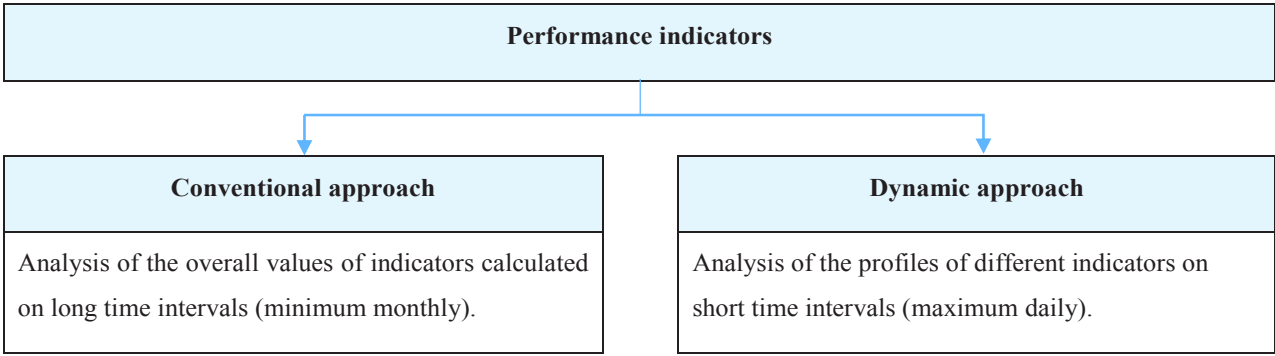 Performance indicators
Conventional approach
Analysis of the overall values of indicators calculated
on long time intervals (minimum monthly).
Dynamic approach
Analysis of the profiles of different indicators on
short time intervals (maximum daily).